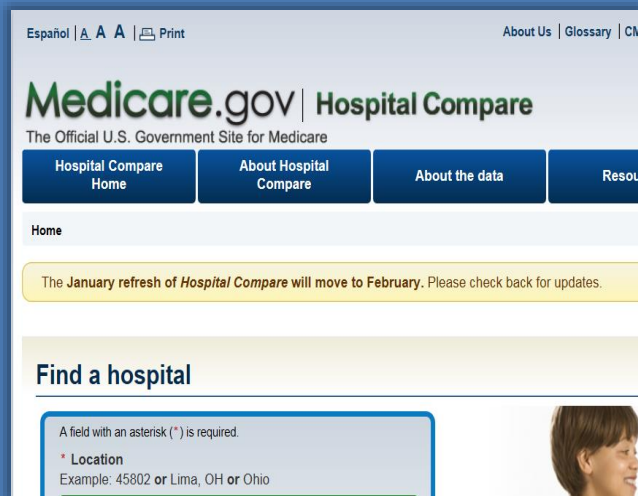 Español | A A A | Print
About Us | Glossary | CM
Medicare.gov | Hospital Compare
The Official U.S. Government Site for Medicare
Hospital Compare
Home
About Hospital
Compare
About the data
Resou
Home
The January refresh of Hospital Compare will move to February. Please check back for updates.
Find a hospital
A field with an asterisk (*) is required.
* Location
Example: 45802 or Lima, OH or Ohio